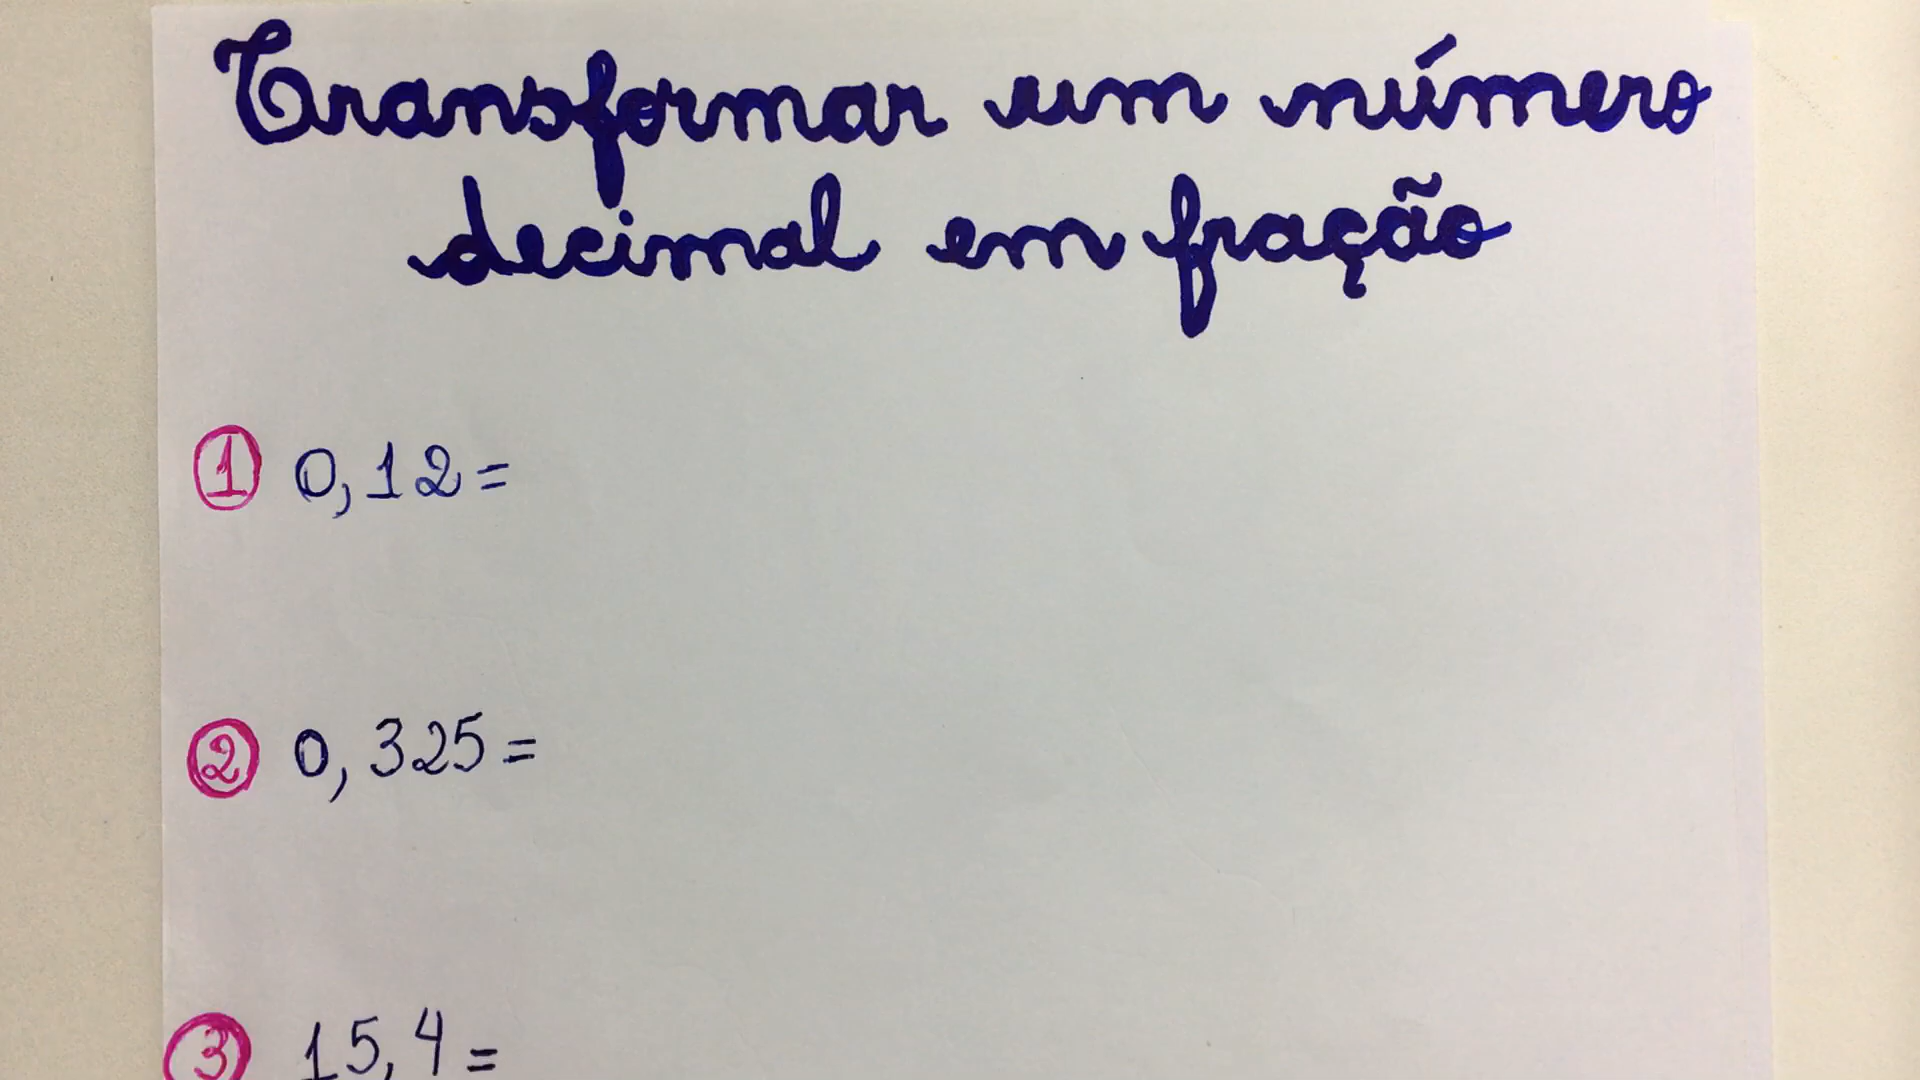 Transformar um número
decimal em fração
1 0,12=
2 0,325=
3 15,4=